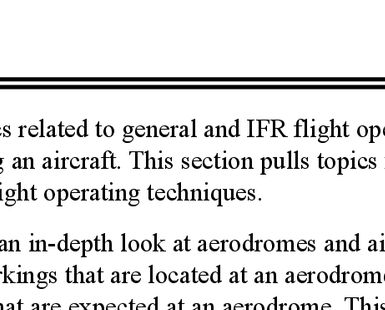 es related to general and IFR flight ope
g an aircraft. This section pulls topics
ight operating techniques.
an in-depth look at aerodromes and ai
rkings that are located at an aerodrome
hat are expected at an aerodrome. This